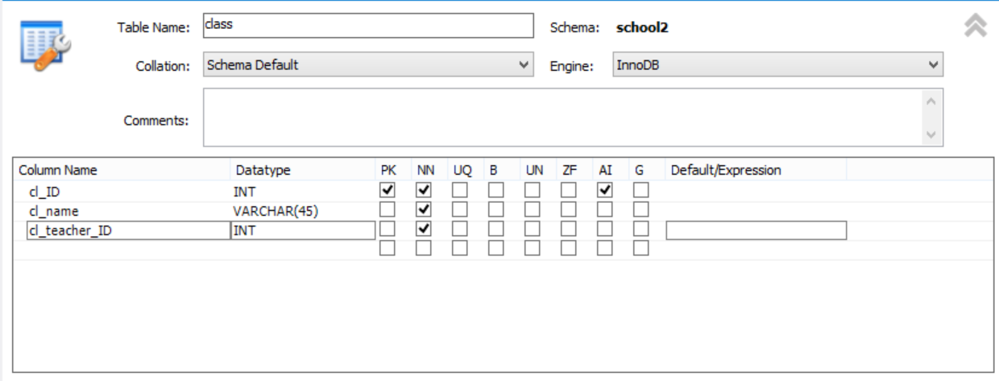 Table Name: class Schema: school2
Collation: Schema Default Engine: InnoDB
Comments:
Column Name Datatype PK NN UQ B UN ZF AI G Default/Expression
cl_ID INT
cl_name VARCHAR(45)
cl_teacher_ID INT